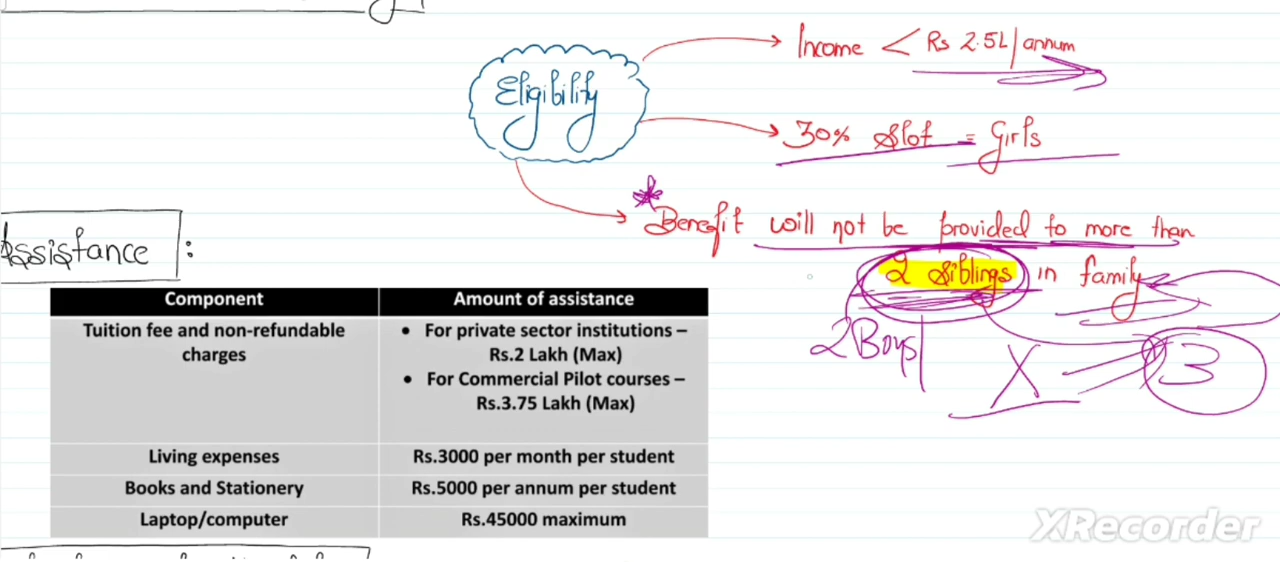 Income < Rs 2.5L/annum
Eligibility
30% Slot = Girls
* Benefit will not be provided to more than
2 siblings in family
2 Boys
X
3
Assistance :
Component Amount of assistance
Tuition fee and non-refundable charges
• For private sector institutions –
Rs.2 Lakh (Max)
• For Commercial Pilot courses –
Rs.3.75 Lakh (Max)
Living expenses Rs.3000 per month per student
Books and Stationery Rs.5000 per annum per student
Laptop/computer Rs.45000 maximum
XRecorder